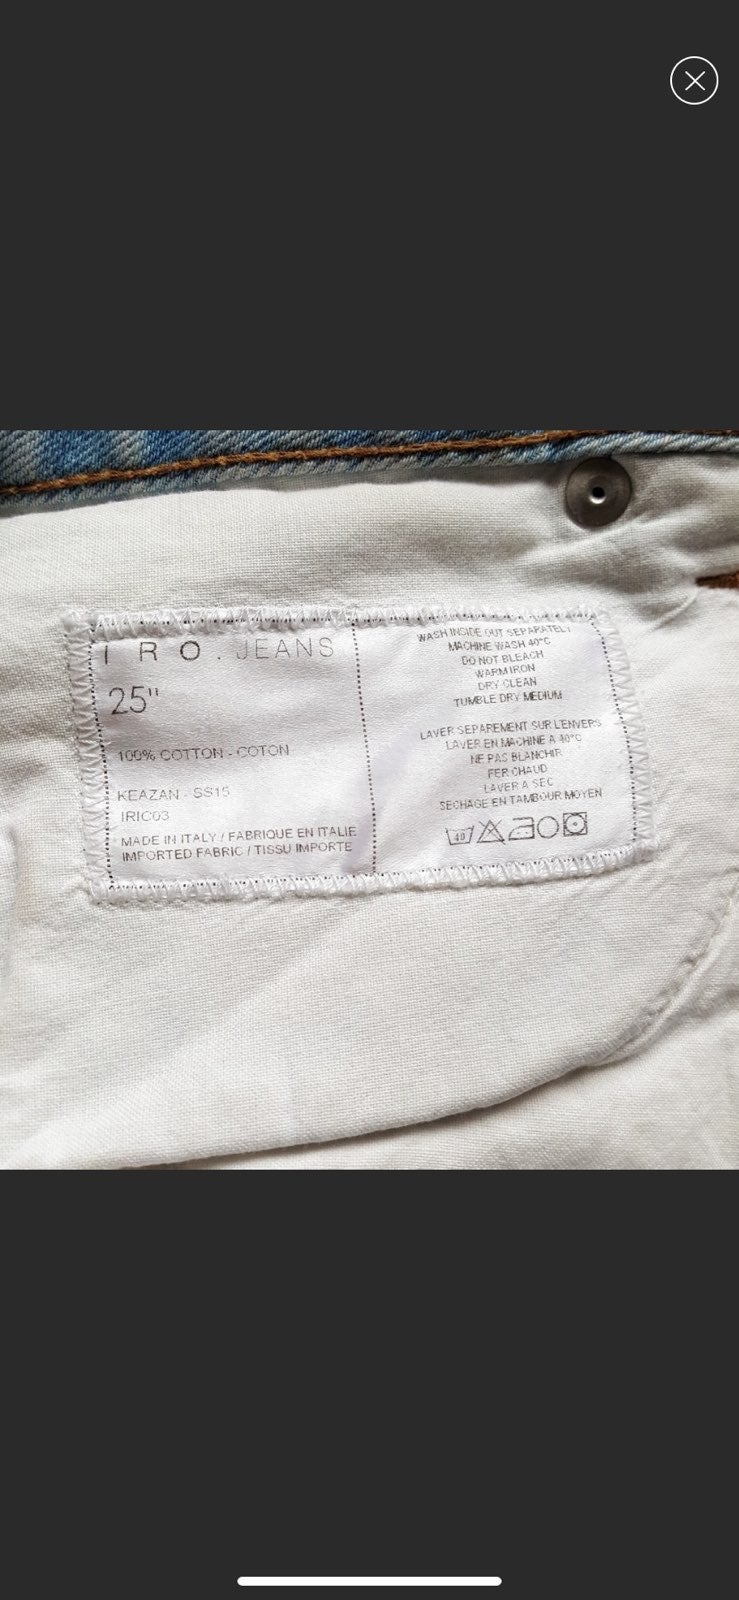 IRO.JEANS
25"
100% COTTON - COTON
KEAZAN - SS15
IRIC03
MADE IN ITALY / FABRIQUE EN ITALIE
IMPORTED FABRIC / TISSU IMPORTE
WASH INSIDE OUT SEPARATELY
MACHINE WASH 40°C
DO NOT BLEACH
WARM IRON
DRY CLEAN
TUMBLE DRY MEDIUM
LAVER SEPAREMENT SUR L'ENVERS
LAVER EN MACHINE A 40°C
NE PAS BLANCHIR
FER CHAUD
LAVER A SEC
SECHAGE EN TAMBOUR MOYEN
40